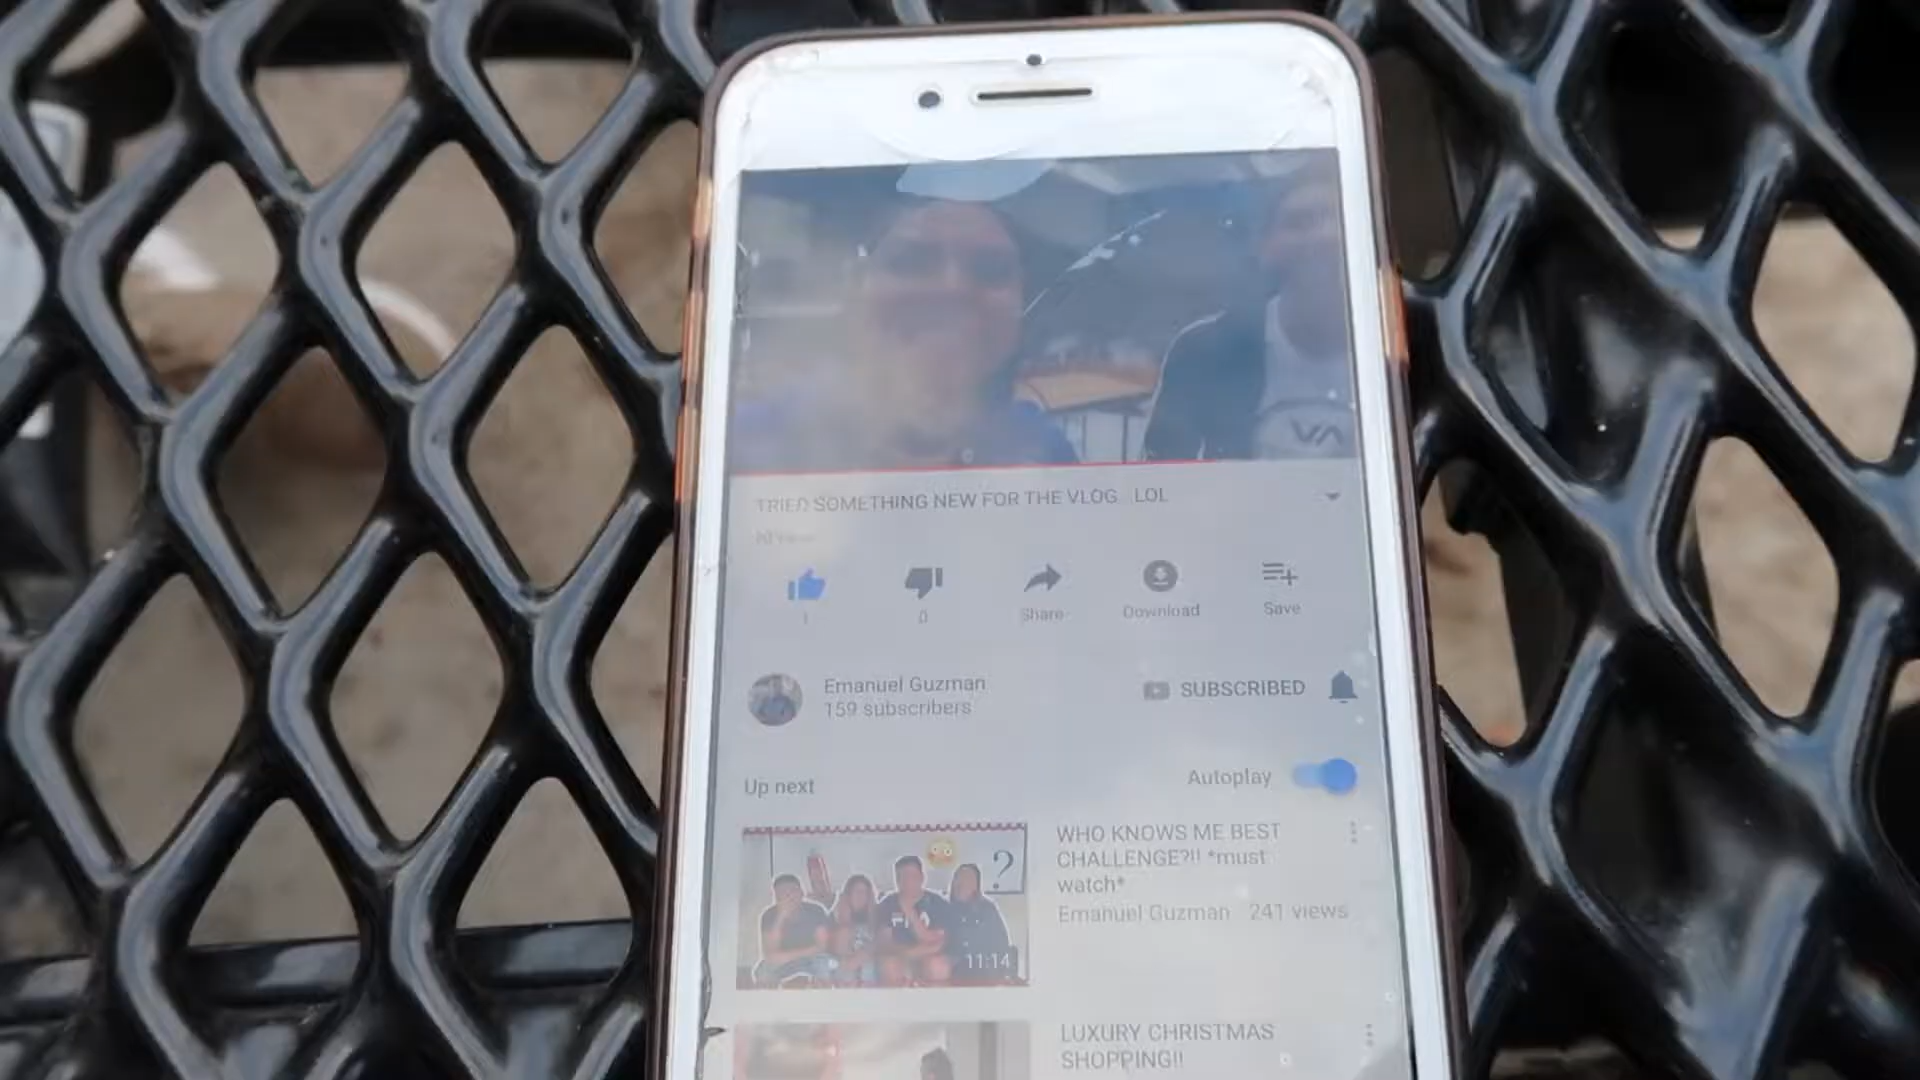 TRIED SOMETHING NEW FOR THE VLOG LOL
1
0
Share
Download
Save
Emanuel Guzman
159 subscribers
SUBSCRIBED
Up next
Autoplay
WHO KNOWS ME BEST
CHALLENGE?!! *must
watch*
Emanuel Guzman 241 views
?
11:14
LUXURY CHRISTMAS
SHOPPING!!